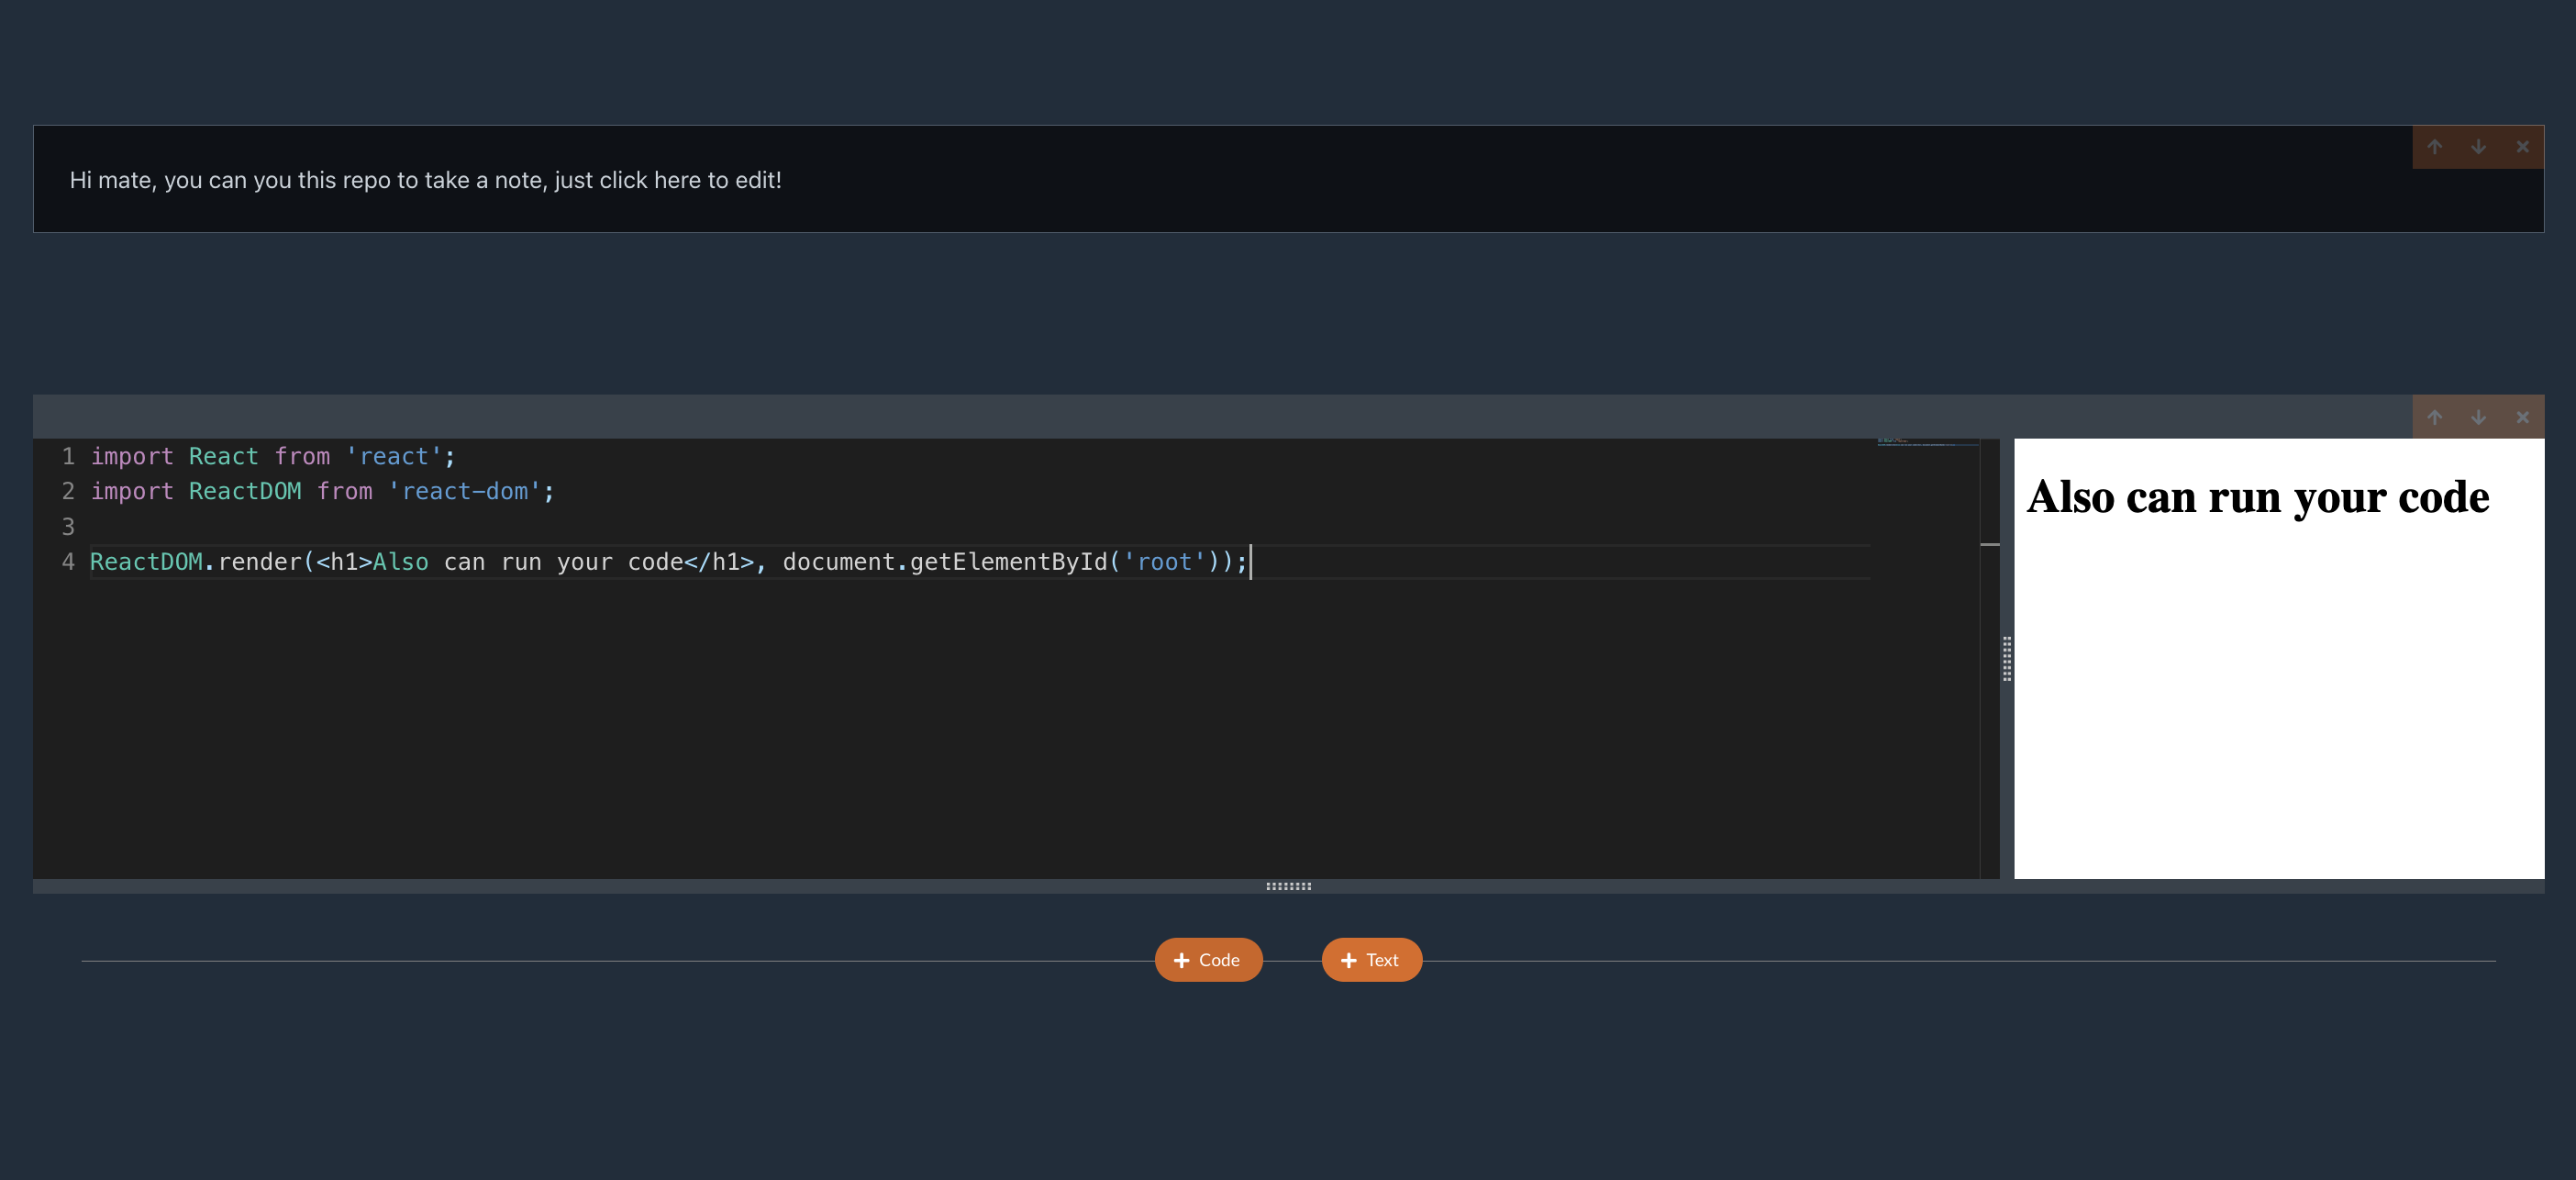 Hi mate, you can you this repo to take a note, just click here to edit!
1 import React from 'react';
2 import ReactDOM from 'react-dom';
3
4 ReactDOM.render(<h1>Also can run your code</h1>, document.getElementById('root'));
Also can run your code
+ Code + Text